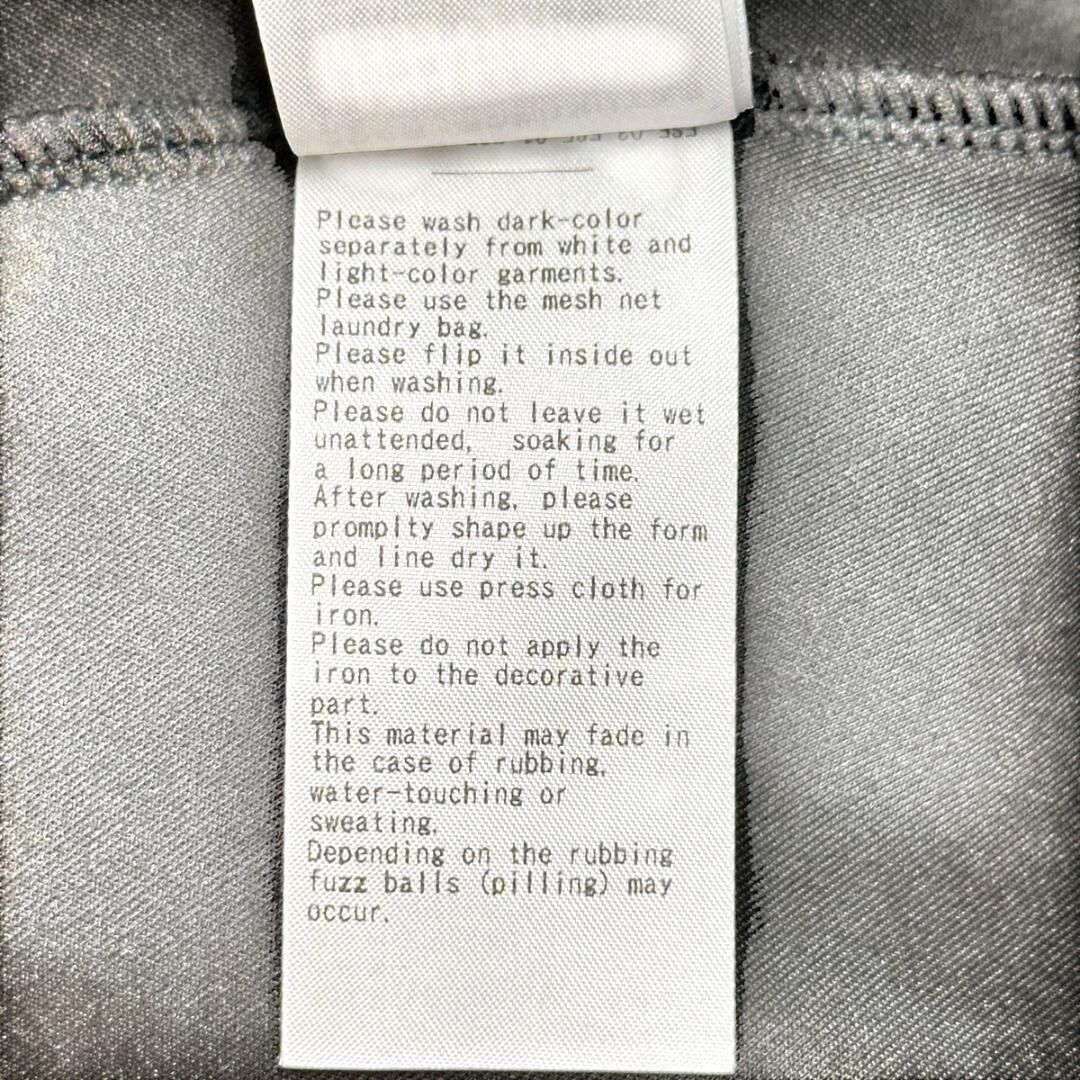 Please wash dark-color
separately from white and
light-color garments.
Please use the mesh net
laundry bag.
Please flip it inside out
when washing.
Please do not leave it wet
unattended, soaking for
a long period of time.
After washing, please
promplty shape up the form
and line dry it.
Please use press cloth for
iron.
Please do not apply the
iron to the decorative
part.
This material may fade in
the case of rubbing,
water-touching or
sweating.
Depending on the rubbing
fuzz balls (pilling) may
occur.